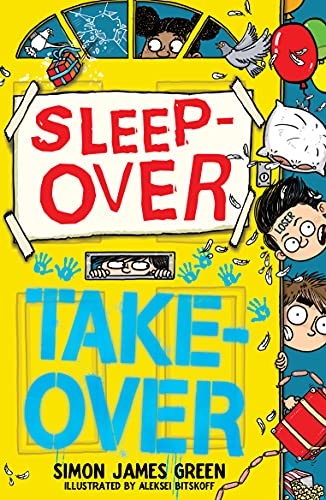 SLEEP-
OVER
LOSER
TAKE-
OVER
SIMON JAMES GREEN
ILLUSTRATED BY ALEKSEI BITSKOFF